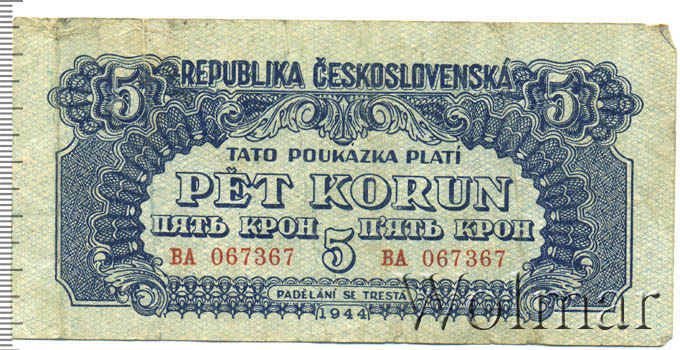 5 REPUBLIKA ČESKOSLOVENSKÁ 5
TATO POUKÁZKA PLATÍ
PĚT KORUN
ПЯТЬ КРОН П'ЯТЬ КРОН
BA 067367 5 BA 067367
PADĚLÁNÍ SE TRESTÁ
1944
Wolmar